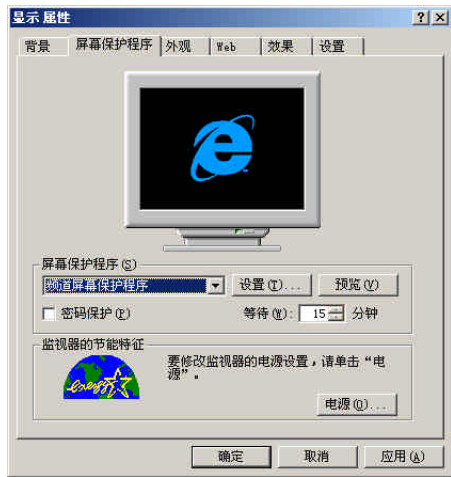 显示 属性
背景 屏幕保护程序 外观 Web 效果 设置
屏幕保护程序(S)
频道屏幕保护程序 设置(T)... 预览(V)
密码保护(P) 等待(W): 15 分钟
监视器的节能特征
要修改监视器的电源设置，请单击“电
源”。
energy
电源(O)...
确定 取消 应用(A)